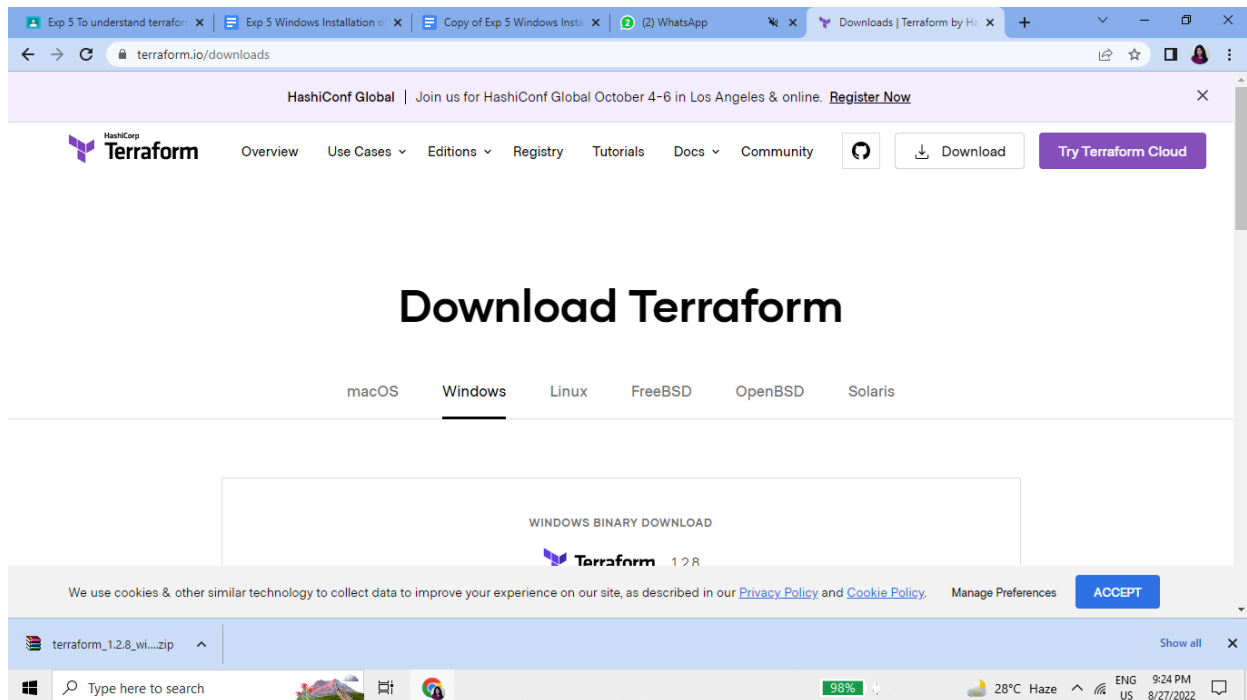 Exp 5 To understand terraforr
Exp 5 Windows Installation o
Copy of Exp 5 Windows Insta
(2) WhatsApp
Downloads | Terraform by Ha
terraform.io/downloads
HashiConf Global | Join us for HashiConf Global October 4-6 in Los Angeles & online. Register Now
HashiCorp
Terraform
Overview Use Cases Editions Registry Tutorials Docs Community Download Try Terraform Cloud
Download Terraform
macOS Windows Linux FreeBSD OpenBSD Solaris
WINDOWS BINARY DOWNLOAD
Terraform 1.2.8
We use cookies & other similar technology to collect data to improve your experience on our site, as described in our Privacy Policy and Cookie Policy. Manage Preferences ACCEPT
terraform_1.2.8_wi....zip Show all
Type here to search 98% 28°C Haze ENG 9:24 PM
US 8/27/2022